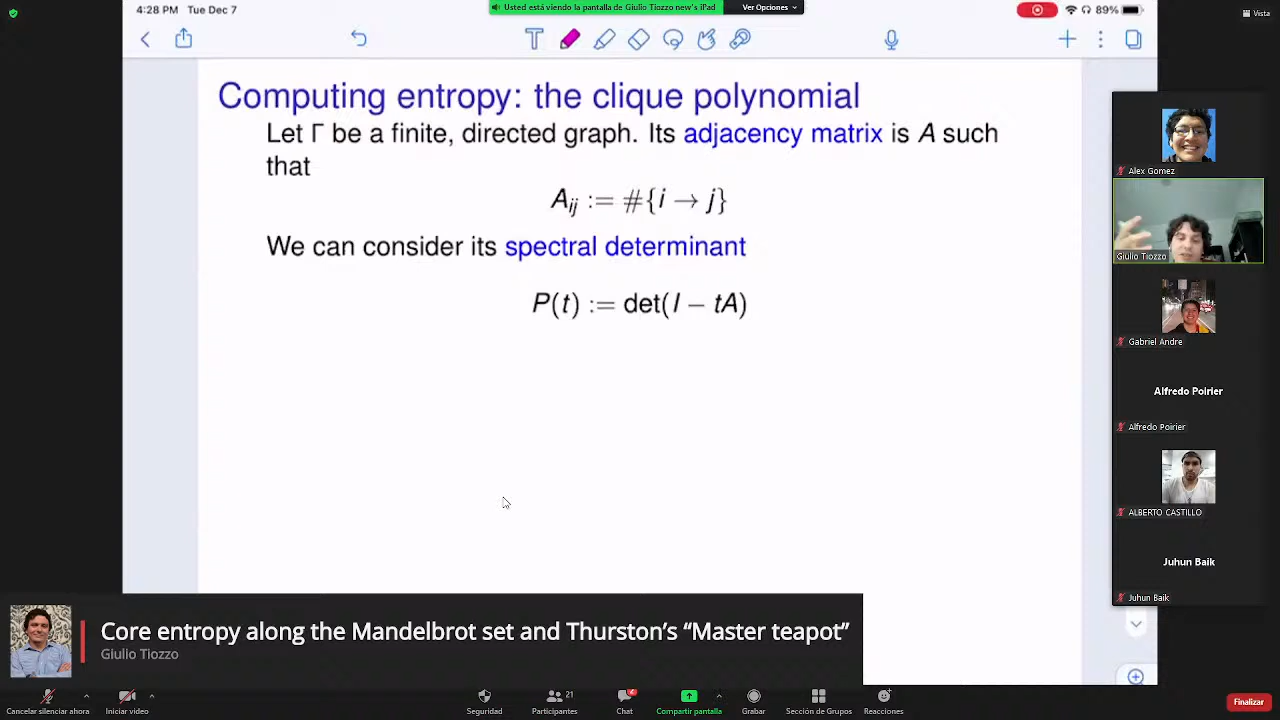 4:28 PM Tue Dec 7
Usted está viendo la pantalla de Giulio Tiozzo new's iPad
Ver Opciones
89%
Vista
Computing entropy: the clique polynomial
Let Γ be a finite, directed graph. Its adjacency matrix is A such
that
A_ij := #{i → j}
We can consider its spectral determinant
P(t) := det(I − tA)
Alex Gomez
Giulio Tiozzo
Gabriel Andre
Alfredo Poirier
Alfredo Poirier
ALBERTO CASTILLO
Juhun Baik
Juhun Baik
Core entropy along the Mandelbrot set and Thurston's “Master teapot”
Giulio Tiozzo
Cancelar silenciar ahora
Iniciar video
Seguridad
21
Participantes
2
Chat
Compartir pantalla
Grabar
Sección de Grupos
Reacciones
Finalizar